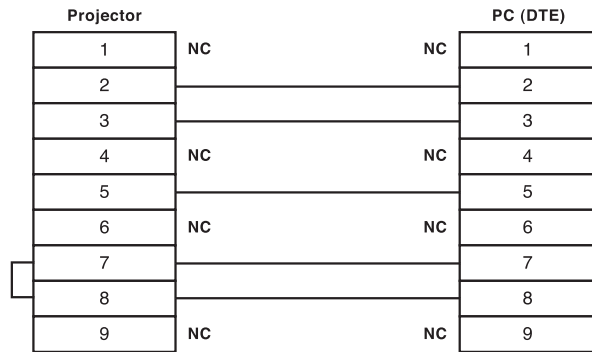 Projector PC (DTE)
1 NC NC 1
2 2
3 3
4 NC NC 4
5 5
6 NC NC 6
7 7
8 8
9 NC NC 9